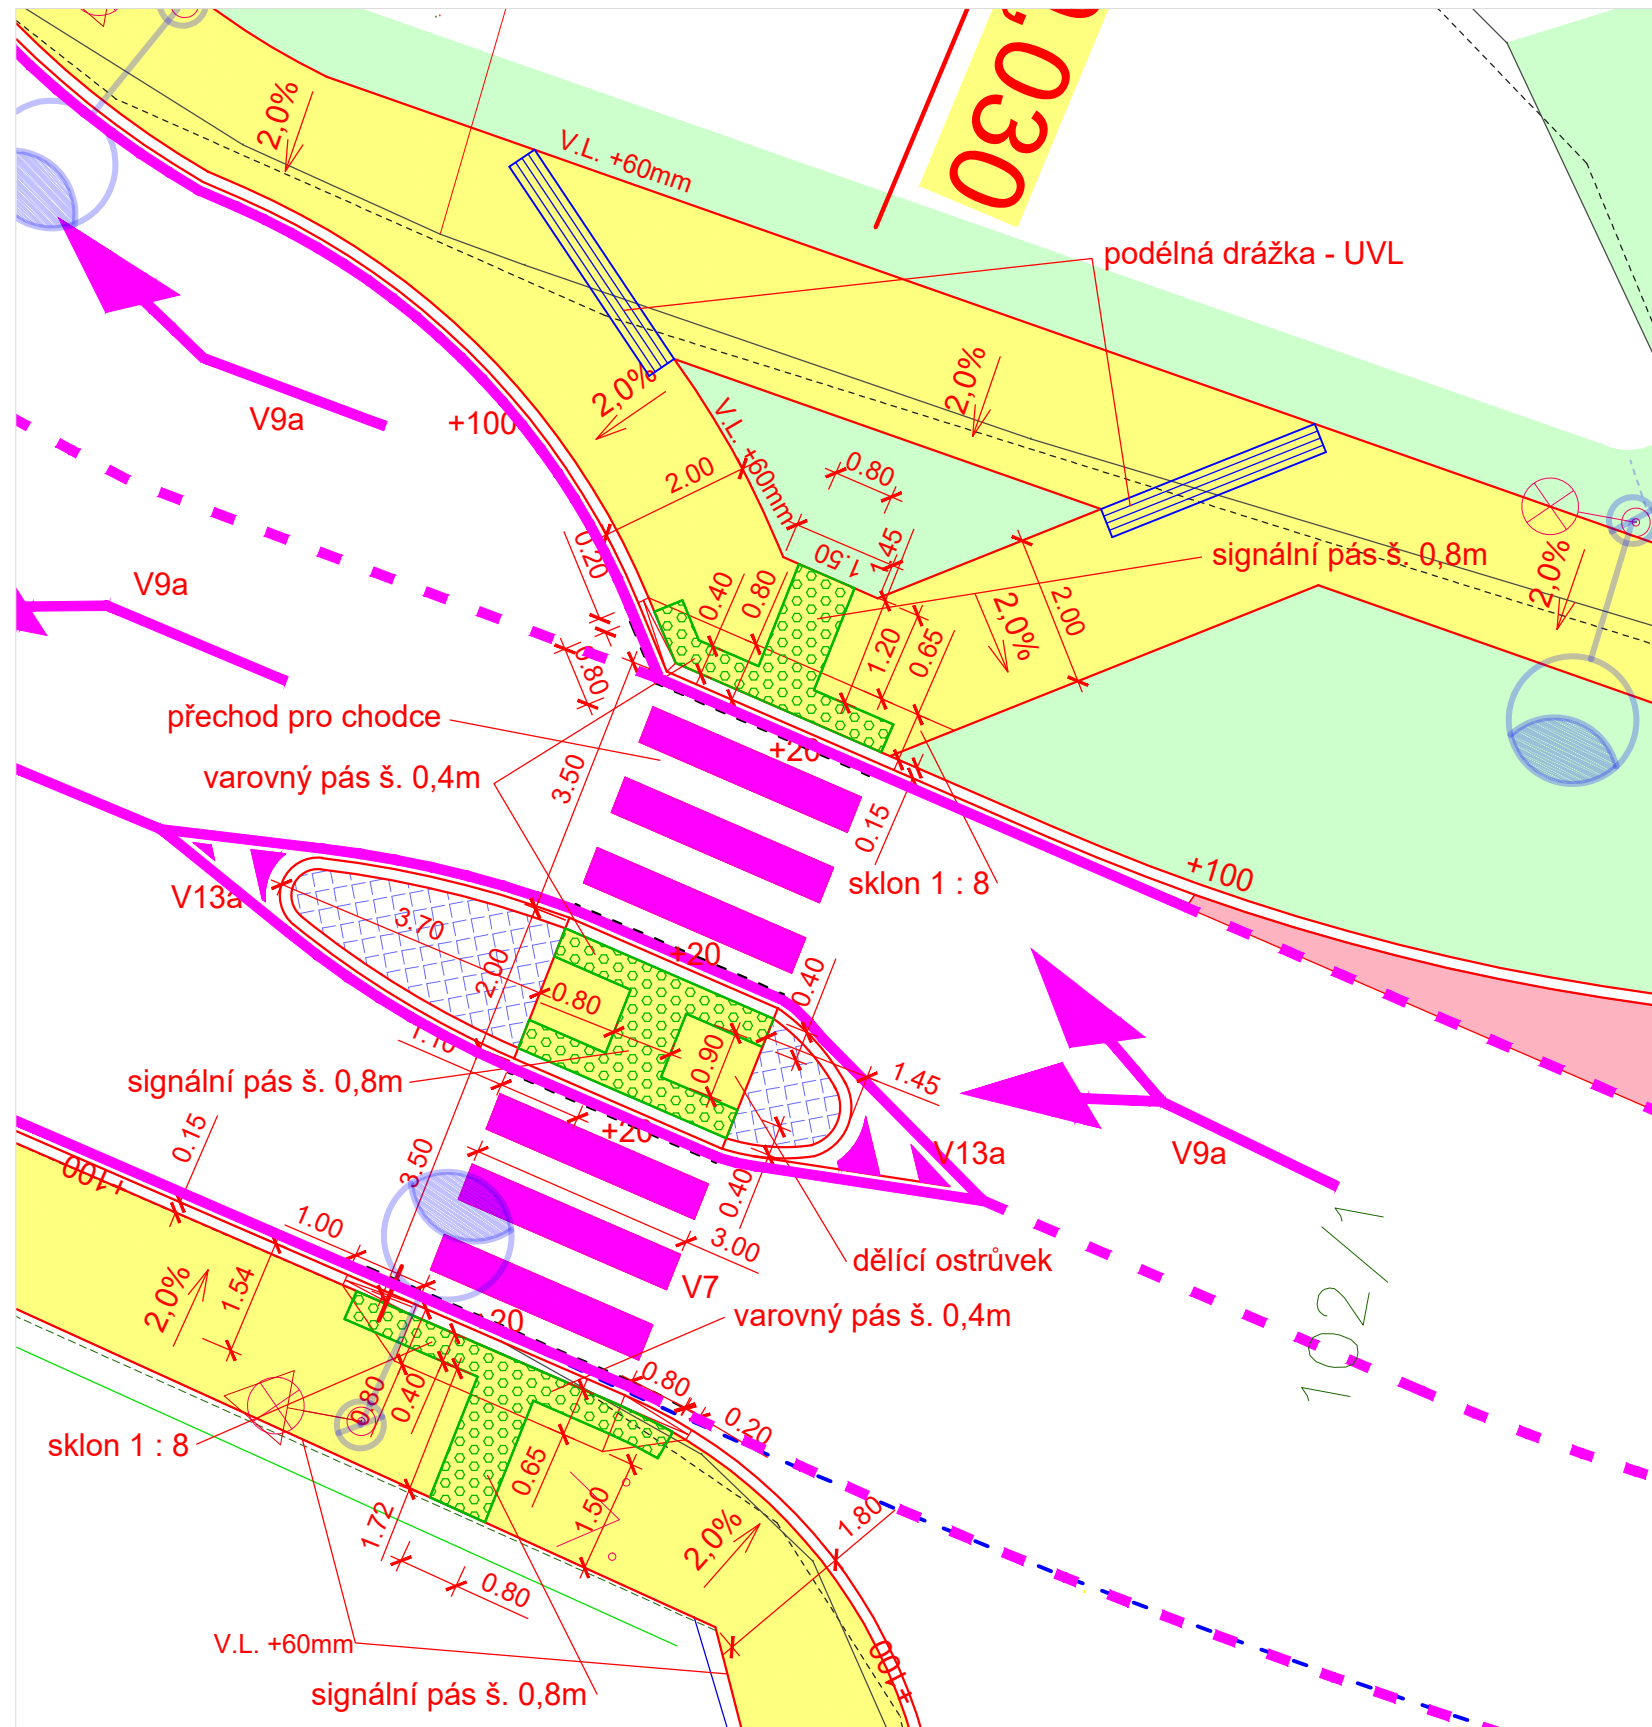 030
2,0%
V.L. +60mm
podélná drážka - UVL
V9a
+100
2,0%
2,0%
V.L. +60mm
2.00
0.80
1.50
1.45
signální pás š. 0,8m
2,0%
0.20
V9a
0.40
0.80
2,0%
2.00
1.20
0.65
0.80
přechod pro chodce
+20
varovný pás š. 0,4m
3.50
0.15
sklon 1 : 8
+100
V13a
3.70
2.00
+20
0.40
0.80
0.90
1.10
1.45
signální pás š. 0,8m
0.15
+20
V13a
V9a
3.50
+100
0.40
1.00
3.00
dělící ostrůvek
V7
2,0%
1.54
20
varovný pás š. 0,4m
102/1
0.80
0.80
0.40
0.20
sklon 1 : 8
0.65
1.50
1.72
2,0%
1.80
0.80
V.L. +60mm
signální pás š. 0,8m
+100